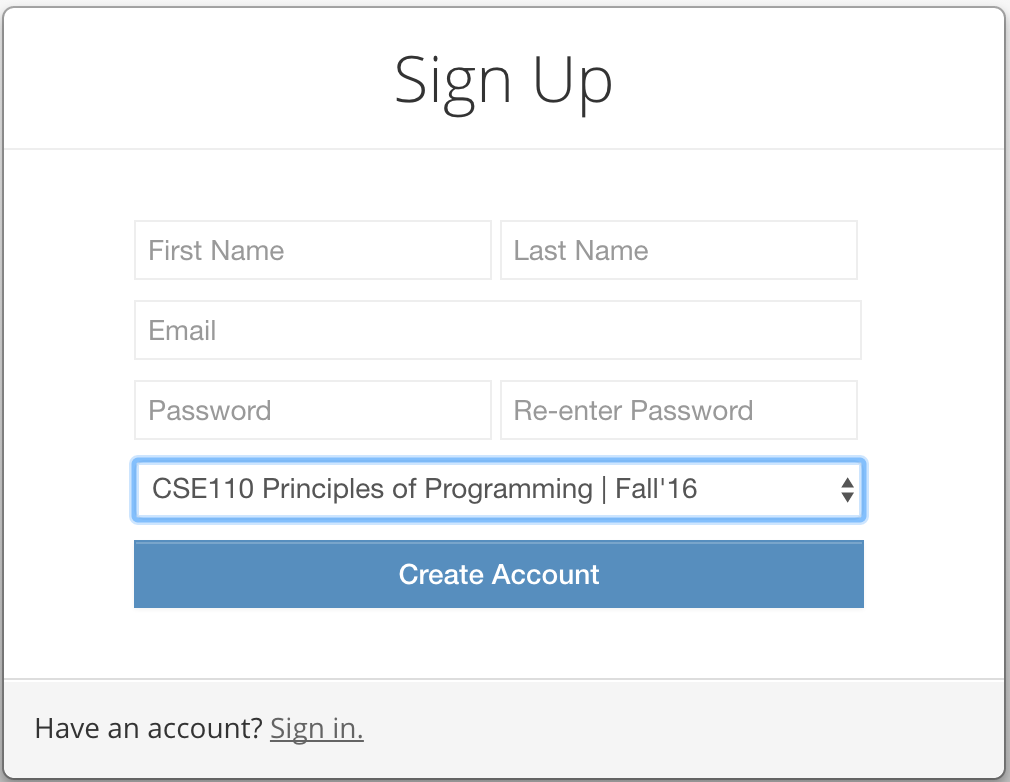 Sign Up
First Name Last Name
Email
Password Re-enter Password
CSE110 Principles of Programming | Fall'16
Create Account
Have an account? Sign in.